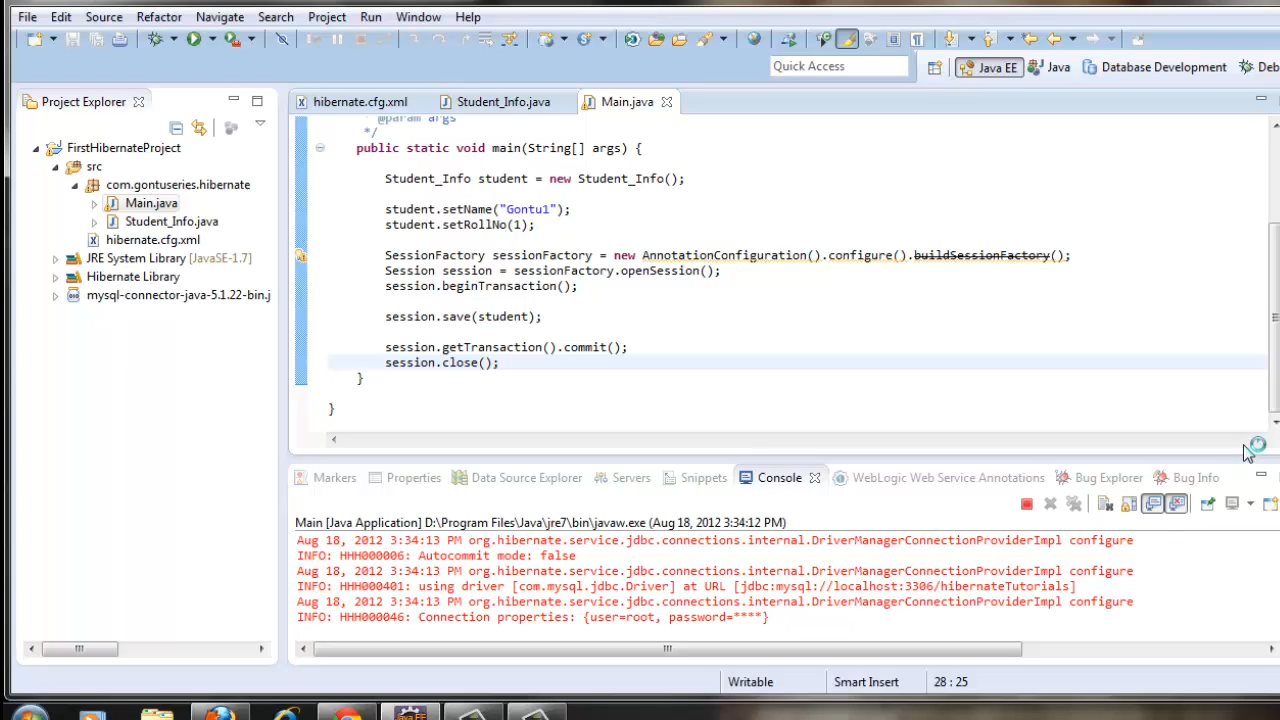 File Edit Source Refactor Navigate Search Project Run Window Help
Quick Access
Java EE Java Database Development Deb
Project Explorer
hibernate.cfg.xml Student_Info.java Main.java
FirstHibernateProject
src
com.gontuseries.hibernate
Main.java
Student_Info.java
hibernate.cfg.xml
JRE System Library [JavaSE-1.7]
Hibernate Library
mysql-connector-java-5.1.22-bin.j
* @param args
*/
public static void main(String[] args) {
Student_Info student = new Student_Info();
student.setName("Gontu1");
student.setRollNo(1);
SessionFactory sessionFactory = new AnnotationConfiguration().configure().buildSessionFactory();
Session session = sessionFactory.openSession();
session.beginTransaction();
session.save(student);
session.getTransaction().commit();
session.close();
}
}
Markers Properties Data Source Explorer Servers Snippets Console WebLogic Web Service Annotations Bug Explorer Bug Info
Main [Java Application] D:\Program Files\Java\jre7\bin\javaw.exe (Aug 18, 2012 3:34:12 PM)
Aug 18, 2012 3:34:13 PM org.hibernate.service.jdbc.connections.internal.DriverManagerConnectionProviderImpl configure
INFO: HHH000006: Autocommit mode: false
Aug 18, 2012 3:34:13 PM org.hibernate.service.jdbc.connections.internal.DriverManagerConnectionProviderImpl configure
INFO: HHH000401: using driver [com.mysql.jdbc.Driver] at URL [jdbc:mysql://localhost:3306/hibernateTutorials]
Aug 18, 2012 3:34:13 PM org.hibernate.service.jdbc.connections.internal.DriverManagerConnectionProviderImpl configure
INFO: HHH000046: Connection properties: {user=root, password=****}
Writable Smart Insert 28 : 25
Java EE